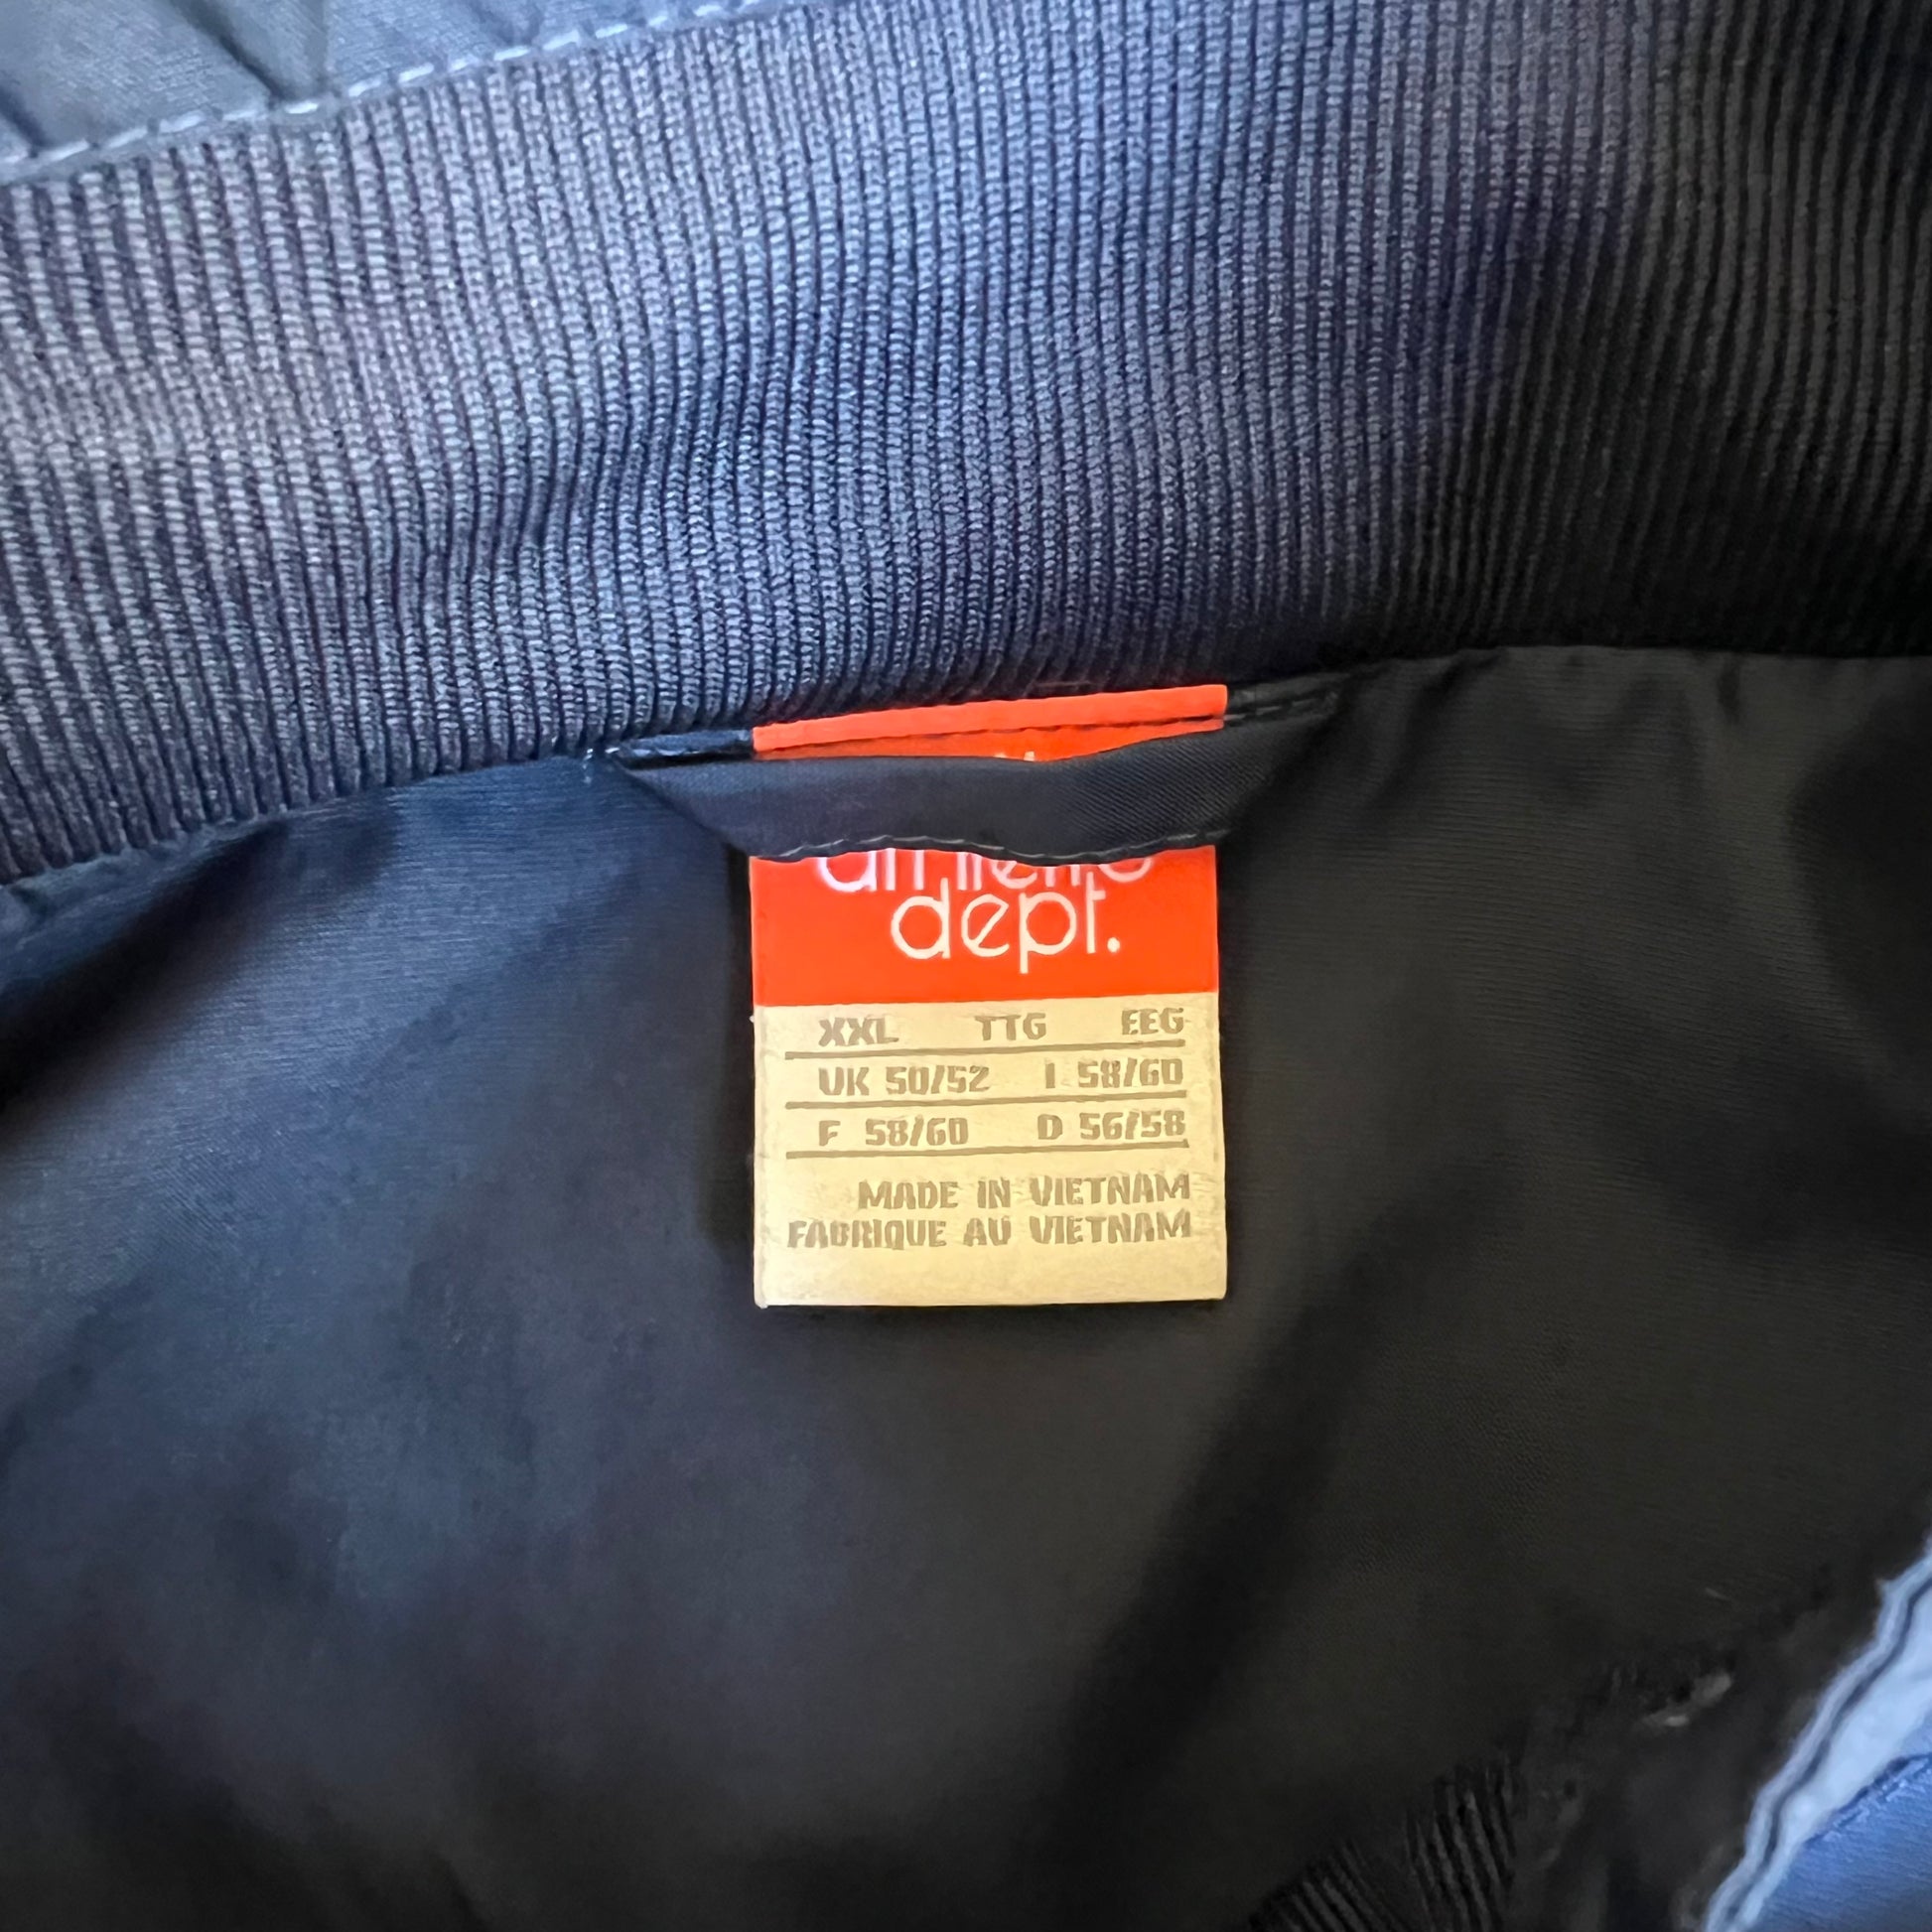 dept.
XXL TTG EEG
UK 50/52 I 58/60
F 58/60 D 56/58
MADE IN VIETNAM
FABRIQUE AU VIETNAM